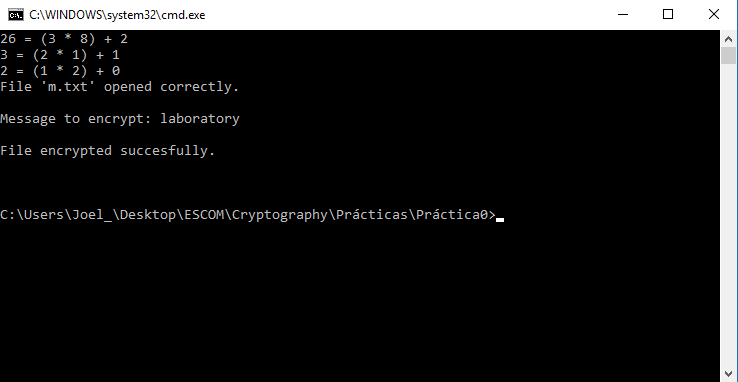 C:\WINDOWS\system32\cmd.exe
26 = (3 * 8) + 2
3 = (2 * 1) + 1
2 = (1 * 2) + 0
File 'm.txt' opened correctly.
Message to encrypt: laboratory
File encrypted succesfully.
C:\Users\Joel_\Desktop\ESCOM\Cryptography\Prácticas\Práctica0>